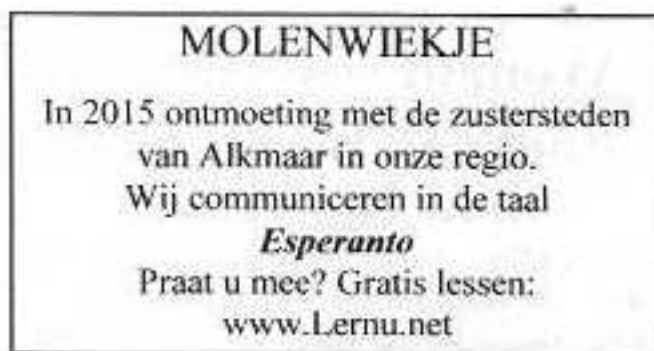 MOLENWIEKJE
In 2015 ontmoeting met de zustersteden
van Alkmaar in onze regio.
Wij communiceren in de taal
Esperanto
Praat u mee? Gratis lessen:
www.Lernu.net